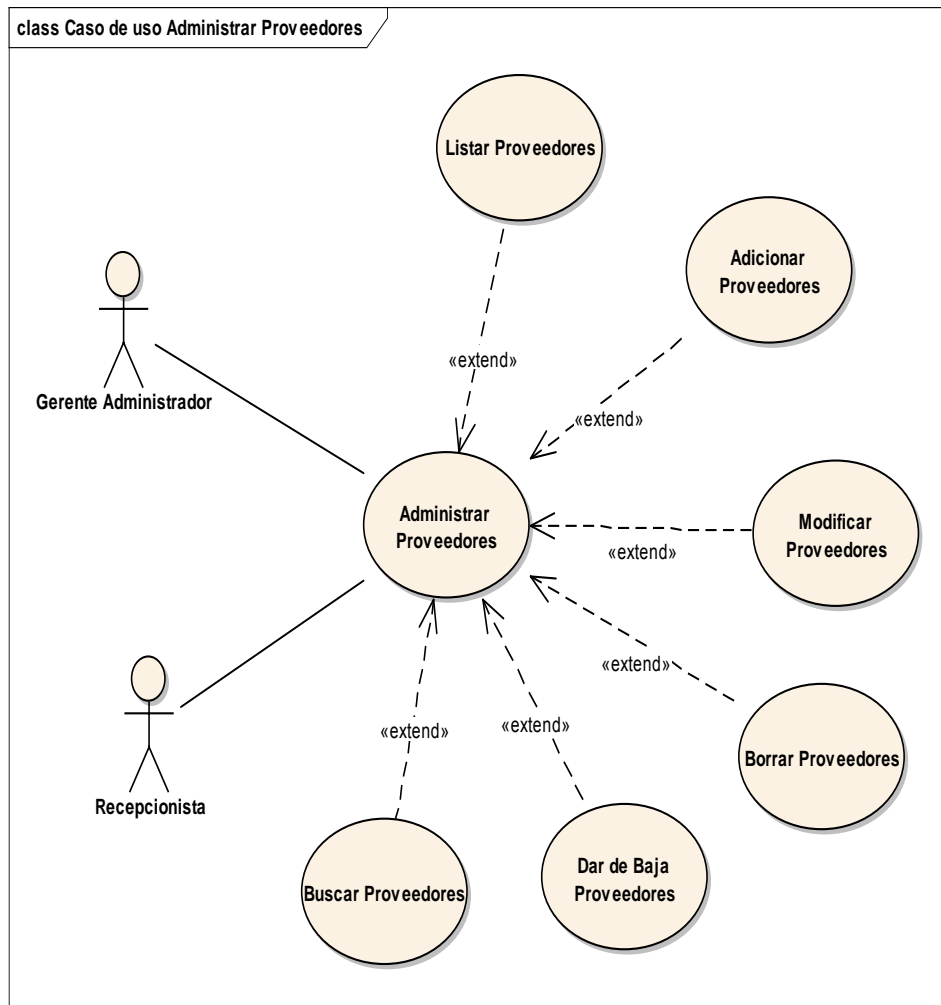 class Caso de uso Administrar Proveedores
Listar Proveedores
Adicionar
Proveedores
«extend»
«extend»
Gerente Administrador
Administrar
Proveedores
Modificar
Proveedores
«extend»
«extend»
Recepcionista
«extend»
«extend»
Borrar Proveedores
Buscar Proveedores
Dar de Baja
Proveedores